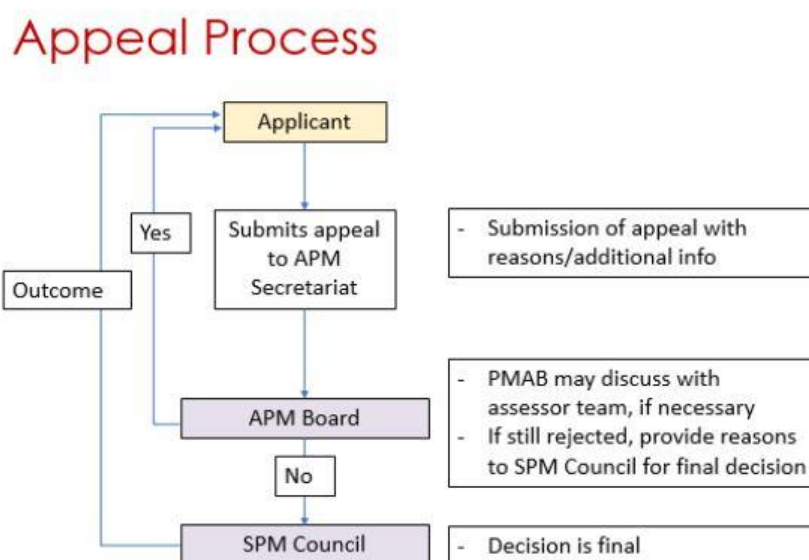 Appeal Process
Applicant
Yes
Submits appeal
to APM
Secretariat
- Submission of appeal with
reasons/additional info
Outcome
APM Board
- PMAB may discuss with
assessor team, if necessary
- If still rejected, provide reasons
to SPM Council for final decision
No
SPM Council
- Decision is final